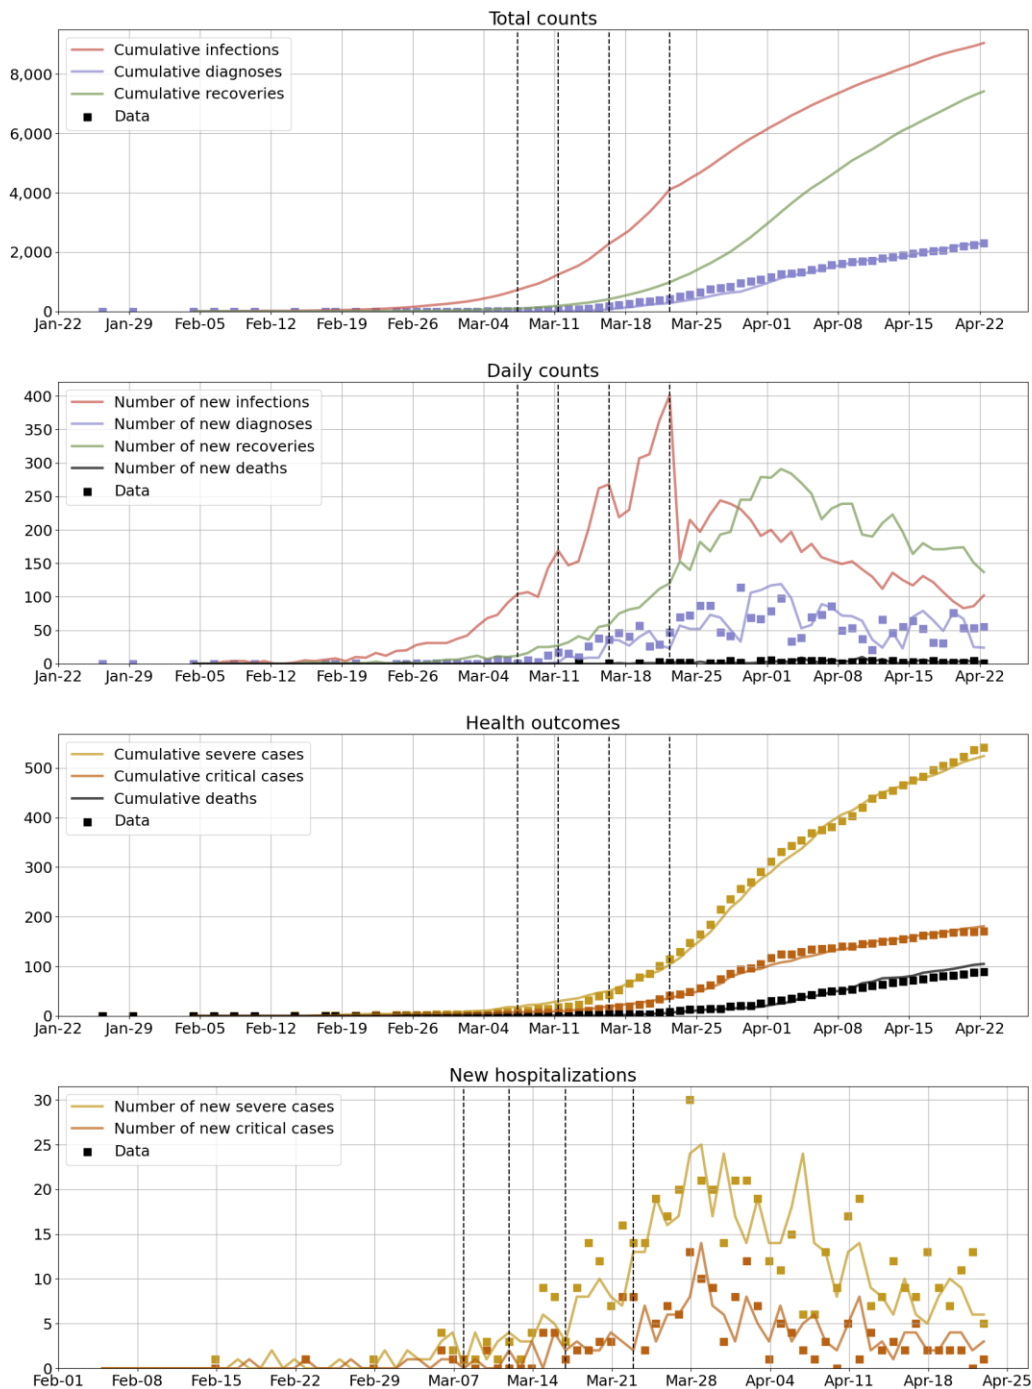 Total counts
Cumulative infections
Cumulative diagnoses
Cumulative recoveries
Data
8,000
6,000
4,000
2,000
0
Jan-22 Jan-29 Feb-05 Feb-12 Feb-19 Feb-26 Mar-04 Mar-11 Mar-18 Mar-25 Apr-01 Apr-08 Apr-15 Apr-22
Daily counts
Number of new infections
Number of new diagnoses
Number of new recoveries
Number of new deaths
Data
400
350
300
250
200
150
100
50
0
Jan-22 Jan-29 Feb-05 Feb-12 Feb-19 Feb-26 Mar-04 Mar-11 Mar-18 Mar-25 Apr-01 Apr-08 Apr-15 Apr-22
Health outcomes
Cumulative severe cases
Cumulative critical cases
Cumulative deaths
Data
500
400
300
200
100
0
Jan-22 Jan-29 Feb-05 Feb-12 Feb-19 Feb-26 Mar-04 Mar-11 Mar-18 Mar-25 Apr-01 Apr-08 Apr-15 Apr-22
New hospitalizations
Number of new severe cases
Number of new critical cases
Data
30
25
20
15
10
5
0
Feb-01 Feb-08 Feb-15 Feb-22 Feb-29 Mar-07 Mar-14 Mar-21 Mar-28 Apr-04 Apr-11 Apr-18 Apr-25